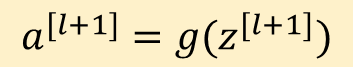 a^{[l+1]} = g(z^{[l+1]})